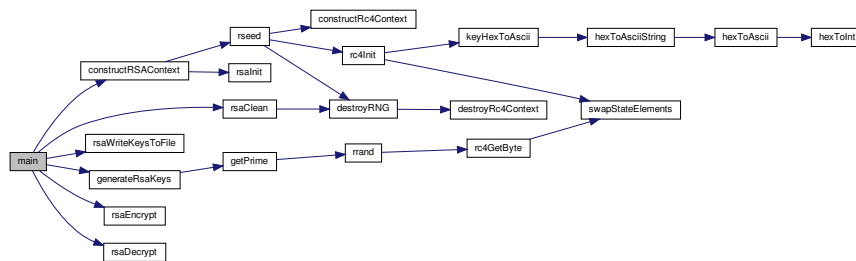 constructRc4Context
rseed
keyHexToAscii
hexToAsciiString
hexToAscii
hexToInt
rc4Init
constructRSAContext
rsaInit
rsaClean
destroyRNG
destroyRc4Context
swapStateElements
rsaWriteKeysToFile
main
getPrime
rrand
rc4GetByte
generateRsaKeys
rsaEncrypt
rsaDecrypt